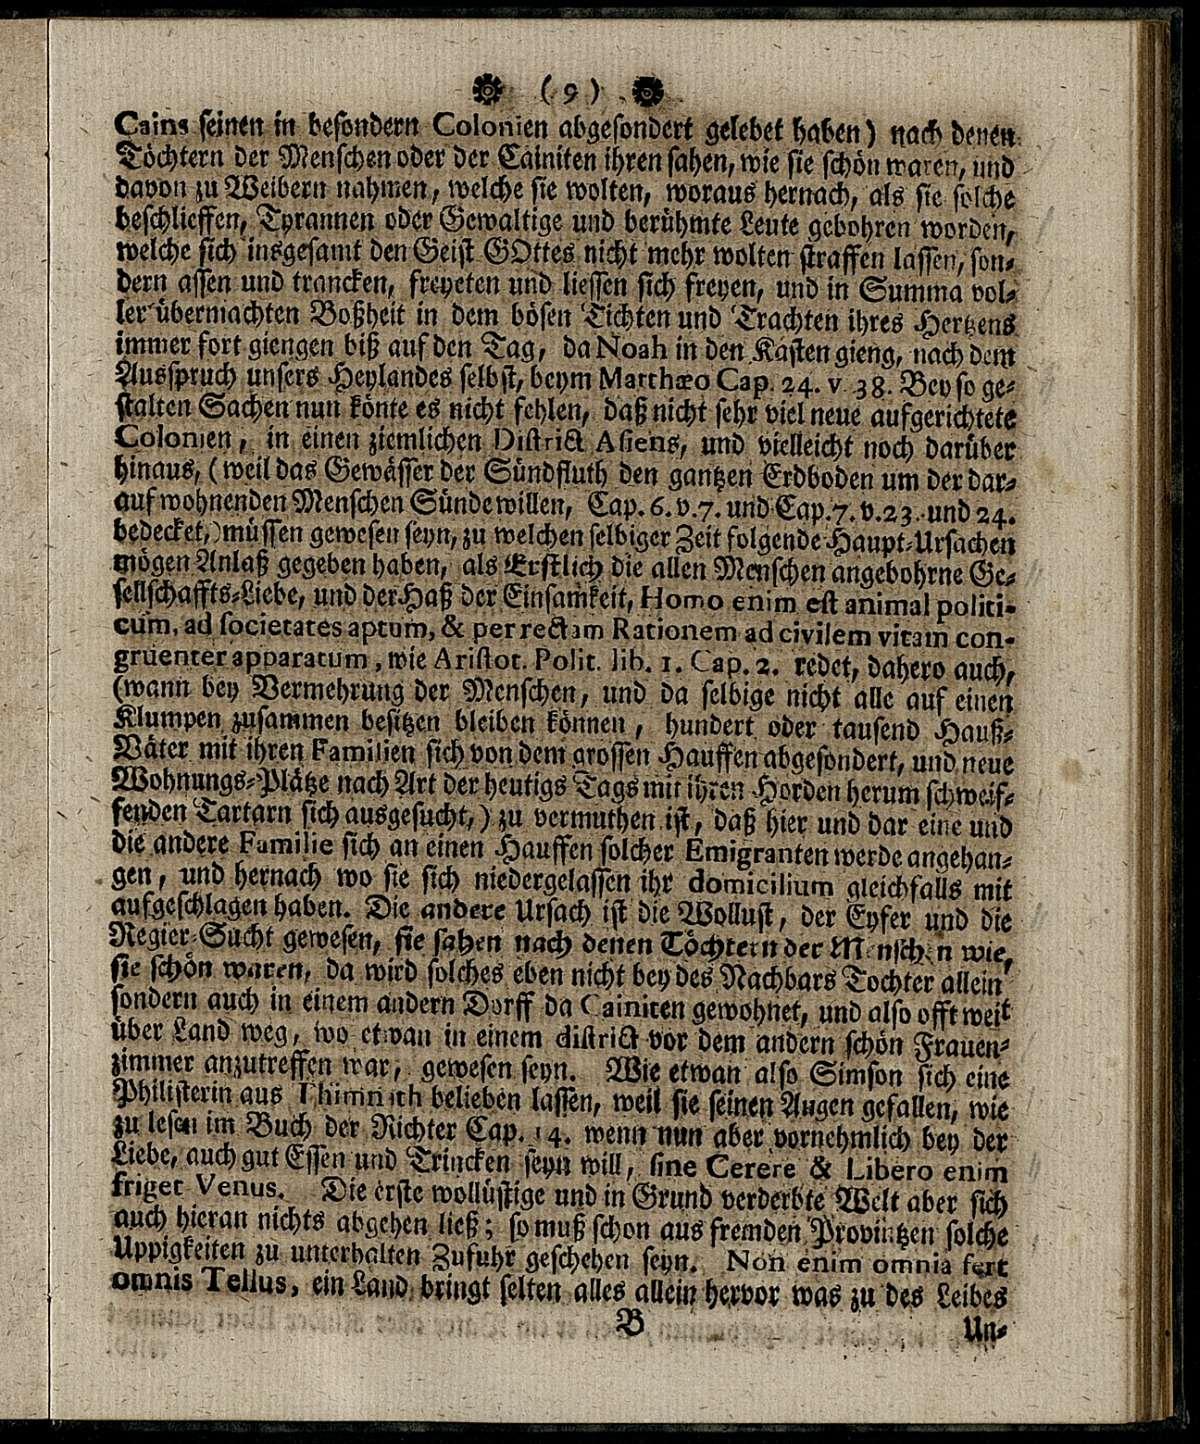 (9)
Cains seinen in besondern Colonien abgesondert gelebet haben) nach denen
Töchtern der Menschen oder der Cainiten ihren sahen, wie sie schön waren, und
davon zu Weibern nahmen, welche sie wolten, woraus hernach, als sie solche
beschlieffen, Tyrannen oder Gewaltige und berühmte Leute gebohren worden,
welche sich insgesamt den Geist GOttes nicht mehr wolten straffen lassen, son-
dern assen und trancken, freyeten und liessen sich freyen, und in Summa vol-
ler übermachten Boßheit in dem bösen Tichten und Trachten ihres Hertzens
immer fort giengen biß auf den Tag, da Noah in den Kasten gieng, nach dem
Ausspruch unsers Heylandes selbst, beym Matthæo Cap. 24. v. 38. Bey so ge-
stalten Sachen nun könte es nicht fehlen, daß nicht sehr viel neue aufgerichtete
Colonien, in einen ziemlichen District Asiens, und vielleicht noch darüber
hinaus, (weil das Gewässer der Sündfluth den gantzen Erdboden um der dar-
auf wohnenden Menschen Sünde willen, Cap. 6. v. 7. und Cap. 7. v. 23. und 24.
bedecket,) müssen gewesen seyn, zu welchen selbiger Zeit folgende Haupt-Ursachen
mögen Anlaß gegeben haben, als Erstlich die allen Menschen angebohrne Ge-
sellschaffts-Liebe, und der Haß der Einsamkeit, Homo enim est animal politi-
cum, ad societates aptum, & per rectam Rationem ad civilem vitam con-
gruenter apparatum, wie Aristot. Polit. lib. 1. Cap. 2. redet, dahero auch,
(wann bey Vermehrung der Menschen, und da selbige nicht alle auf einen
Klumpen zusammen besitzen bleiben können, hundert oder tausend Hauß-
Väter mit ihren Familien sich von dem grossen Hauffen abgesondert, und neue
Wohnungs-Plätze nach Art der heutigs Tags mit ihren Horden herum schweif-
fenden Tartarn sich ausgesucht,) zu vermuthen ist, daß hier und dar eine und
die andere Familie sich an einen Hauffen solcher Emigranten werde angehan-
gen, und hernach wo sie sich niedergelassen ihr domicilium gleichfalls mit
aufgeschlagen haben. Die andere Ursach ist die Wollust, der Eyfer und die
Regier-Sucht gewesen, sie sahen nach denen Töchtern der Menschen wie,
sie schön waren, da wird solches eben nicht bey des Nachbars Tochter allein
sondern auch in einem andern Dorff da Cainiten gewohnet, und also offt weit
über Land weg, wo etwan in einem district vor dem andern schön Frauen-
zimmer anzutreffen war, gewesen seyn. Wie etwan also Simson sich eine
Philisterin aus Thimnath belieben lassen, weil sie seinen Augen gefallen, wie
zu lesen im Buch der Richter Cap. 14. wenn nun aber vornehmlich bey der
Liebe, auch gut Essen und Trincken seyn will, sine Cerere & Libero enim
friget Venus. Die erste wollüstige und in Grund verderbte Welt aber sich
auch hieran nichts abgehen ließ; so muß schon aus fremden Provintzen solche
Uppigkeiten zu unterhalten Zufuhr geschehen seyn. Non enim omnia fert
omnis Tellus, ein Land bringt selten alles allein hervor was zu des Leibes
B Un-